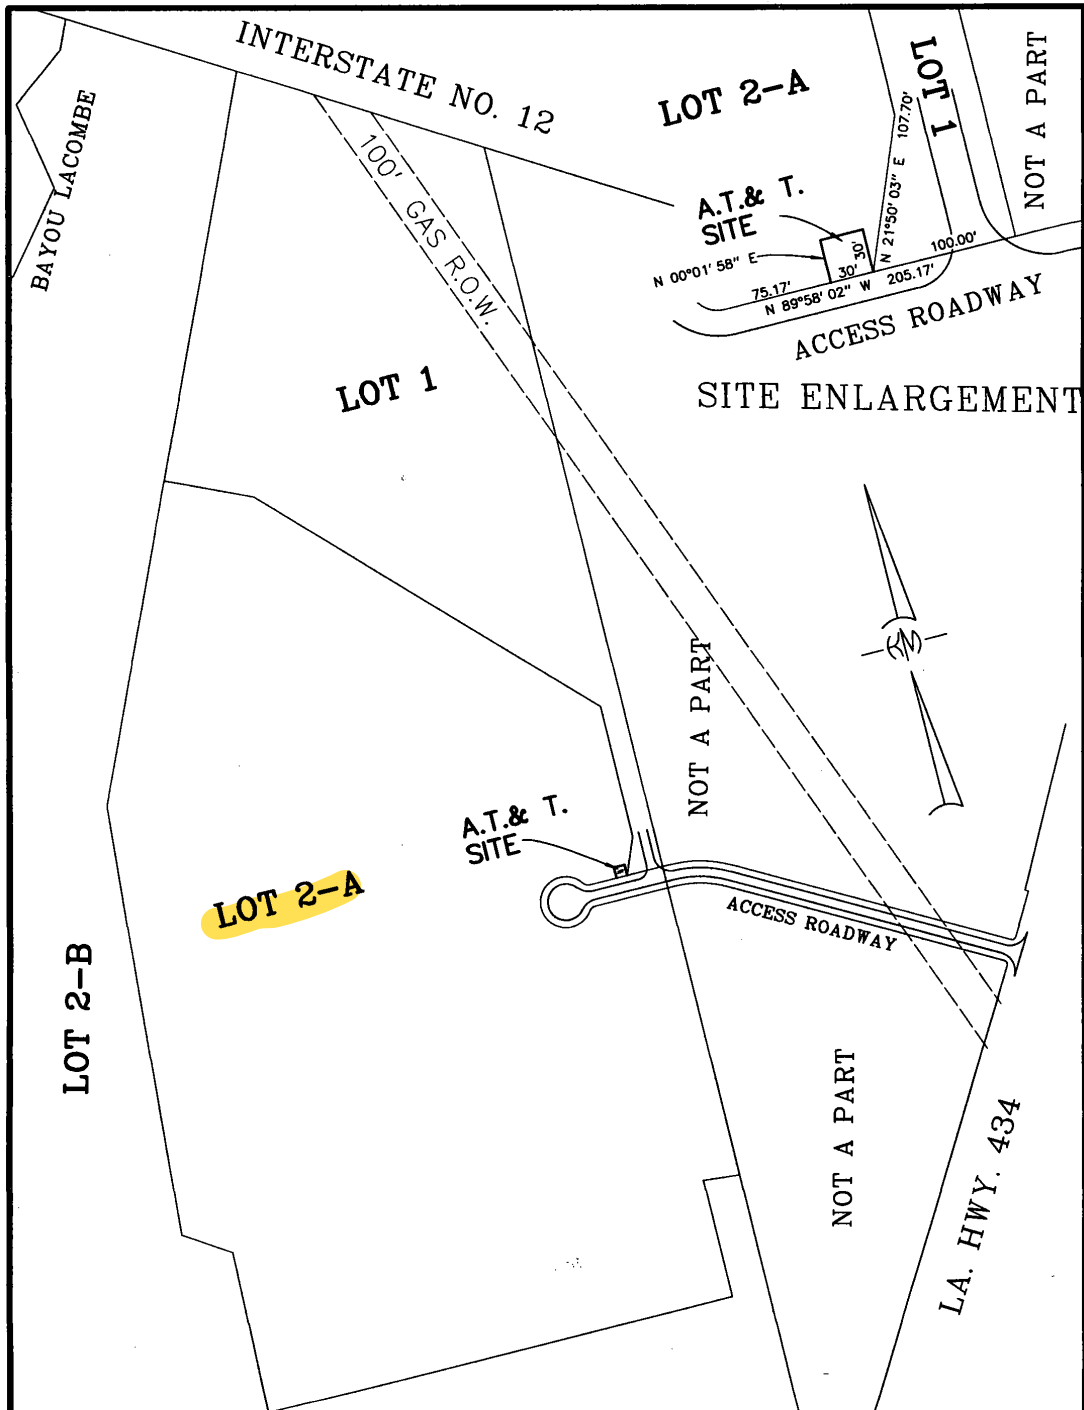 INTERSTATE NO. 12
BAYOU LACOMBE
100' GAS R.O.W.
LOT 2-A
LOT 1
NOT A PART
A.T.& T.
SITE
N 00°01' 58" E
N 21°50' 03" E 107.70'
30'
30'
75.17'
100.00'
N 89°58' 02" W 205.17'
ACCESS ROADWAY
SITE ENLARGEMENT
LOT 1
KM
NOT A PART
A.T.& T.
SITE
LOT 2-A
ACCESS ROADWAY
LOT 2-B
NOT A PART
LA. HWY. 434